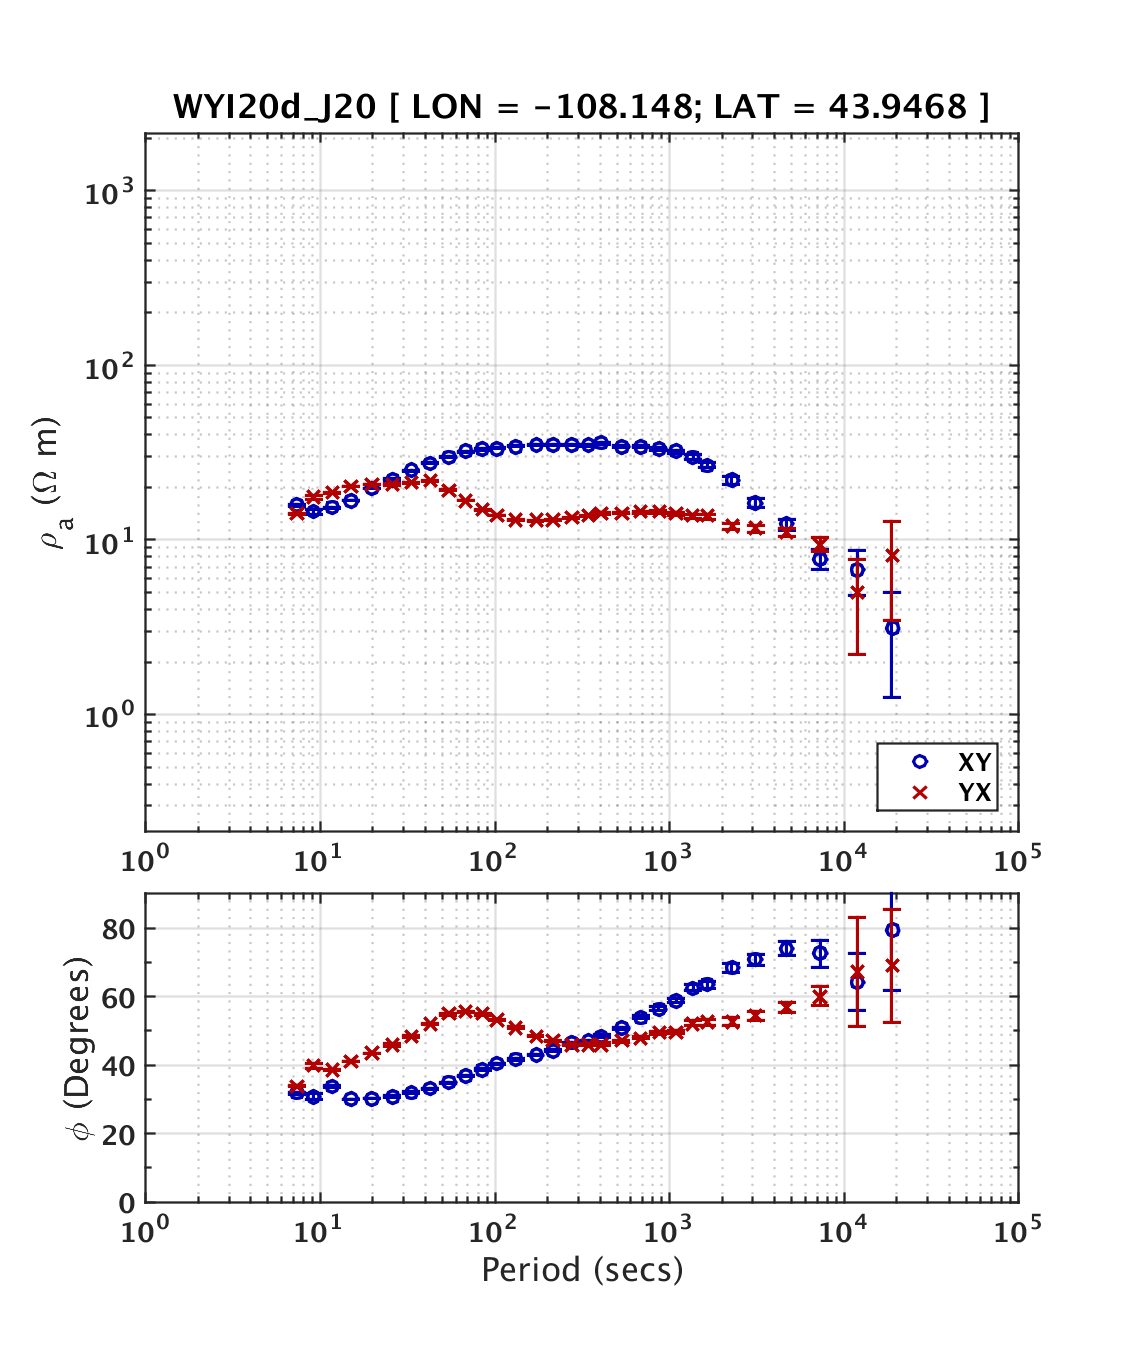 WYI20d_J20 [ LON = −108.148; LAT = 43.9468 ]
ρa (Ω m)
10³
10²
10¹
10⁰
XY
YX
10⁰ 10¹ 10² 10³ 10⁴ 10⁵
ϕ (Degrees)
80
60
40
20
0
10⁰ 10¹ 10² 10³ 10⁴ 10⁵
Period (secs)